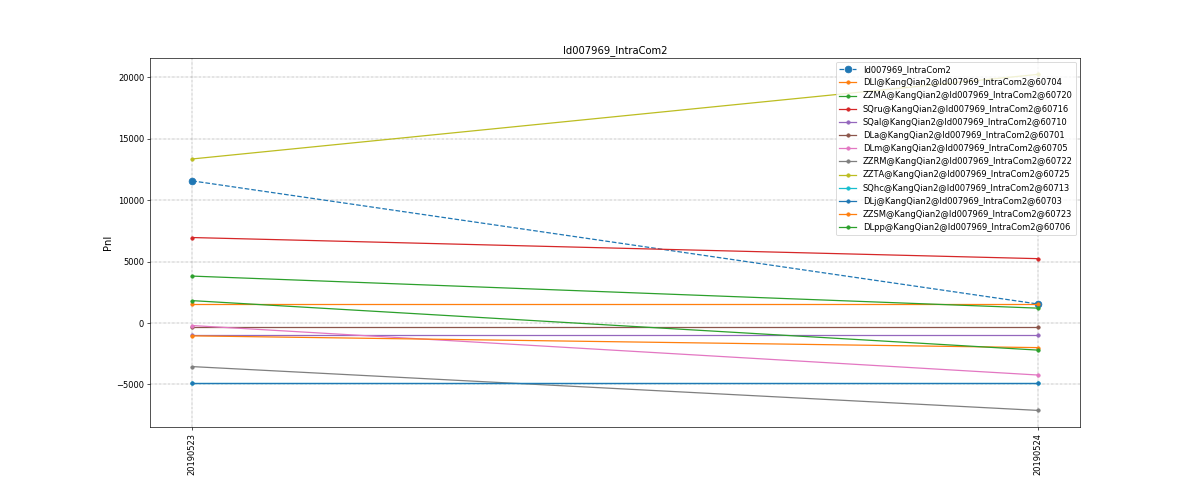 Id007969_IntraCom2
Pnl
20000
15000
10000
5000
0
−5000
20190523
20190524
Id007969_IntraCom2
DLl@KangQian2@Id007969_IntraCom2@60704
ZZMA@KangQian2@Id007969_IntraCom2@60720
SQru@KangQian2@Id007969_IntraCom2@60716
SQal@KangQian2@Id007969_IntraCom2@60710
DLa@KangQian2@Id007969_IntraCom2@60701
DLm@KangQian2@Id007969_IntraCom2@60705
ZZRM@KangQian2@Id007969_IntraCom2@60722
ZZTA@KangQian2@Id007969_IntraCom2@60725
SQhc@KangQian2@Id007969_IntraCom2@60713
DLj@KangQian2@Id007969_IntraCom2@60703
ZZSM@KangQian2@Id007969_IntraCom2@60723
DLpp@KangQian2@Id007969_IntraCom2@60706